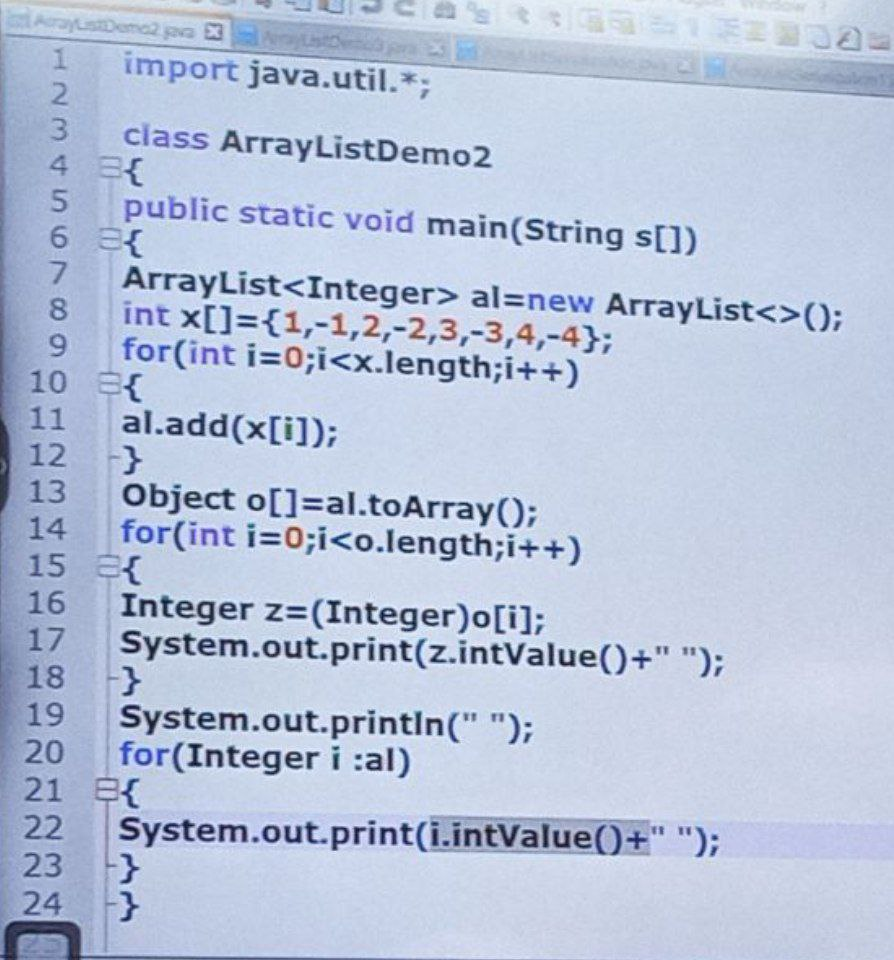 Window ?
ArrayListDemo2.java
1 import java.util.*;
2
3 class ArrayListDemo2
4 {
5 public static void main(String s[])
6 {
7 ArrayList<Integer> al=new ArrayList<>();
8 int x[]={1,-1,2,-2,3,-3,4,-4};
9 for(int i=0;i<x.length;i++)
10 {
11 al.add(x[i]);
12 }
13 Object o[]=al.toArray();
14 for(int i=0;i<o.length;i++)
15 {
16 Integer z=(Integer)o[i];
17 System.out.print(z.intValue()+" ");
18 }
19 System.out.println(" ");
20 for(Integer i :al)
21 {
22 System.out.print(i.intValue()+" ");
23 }
24 }
25